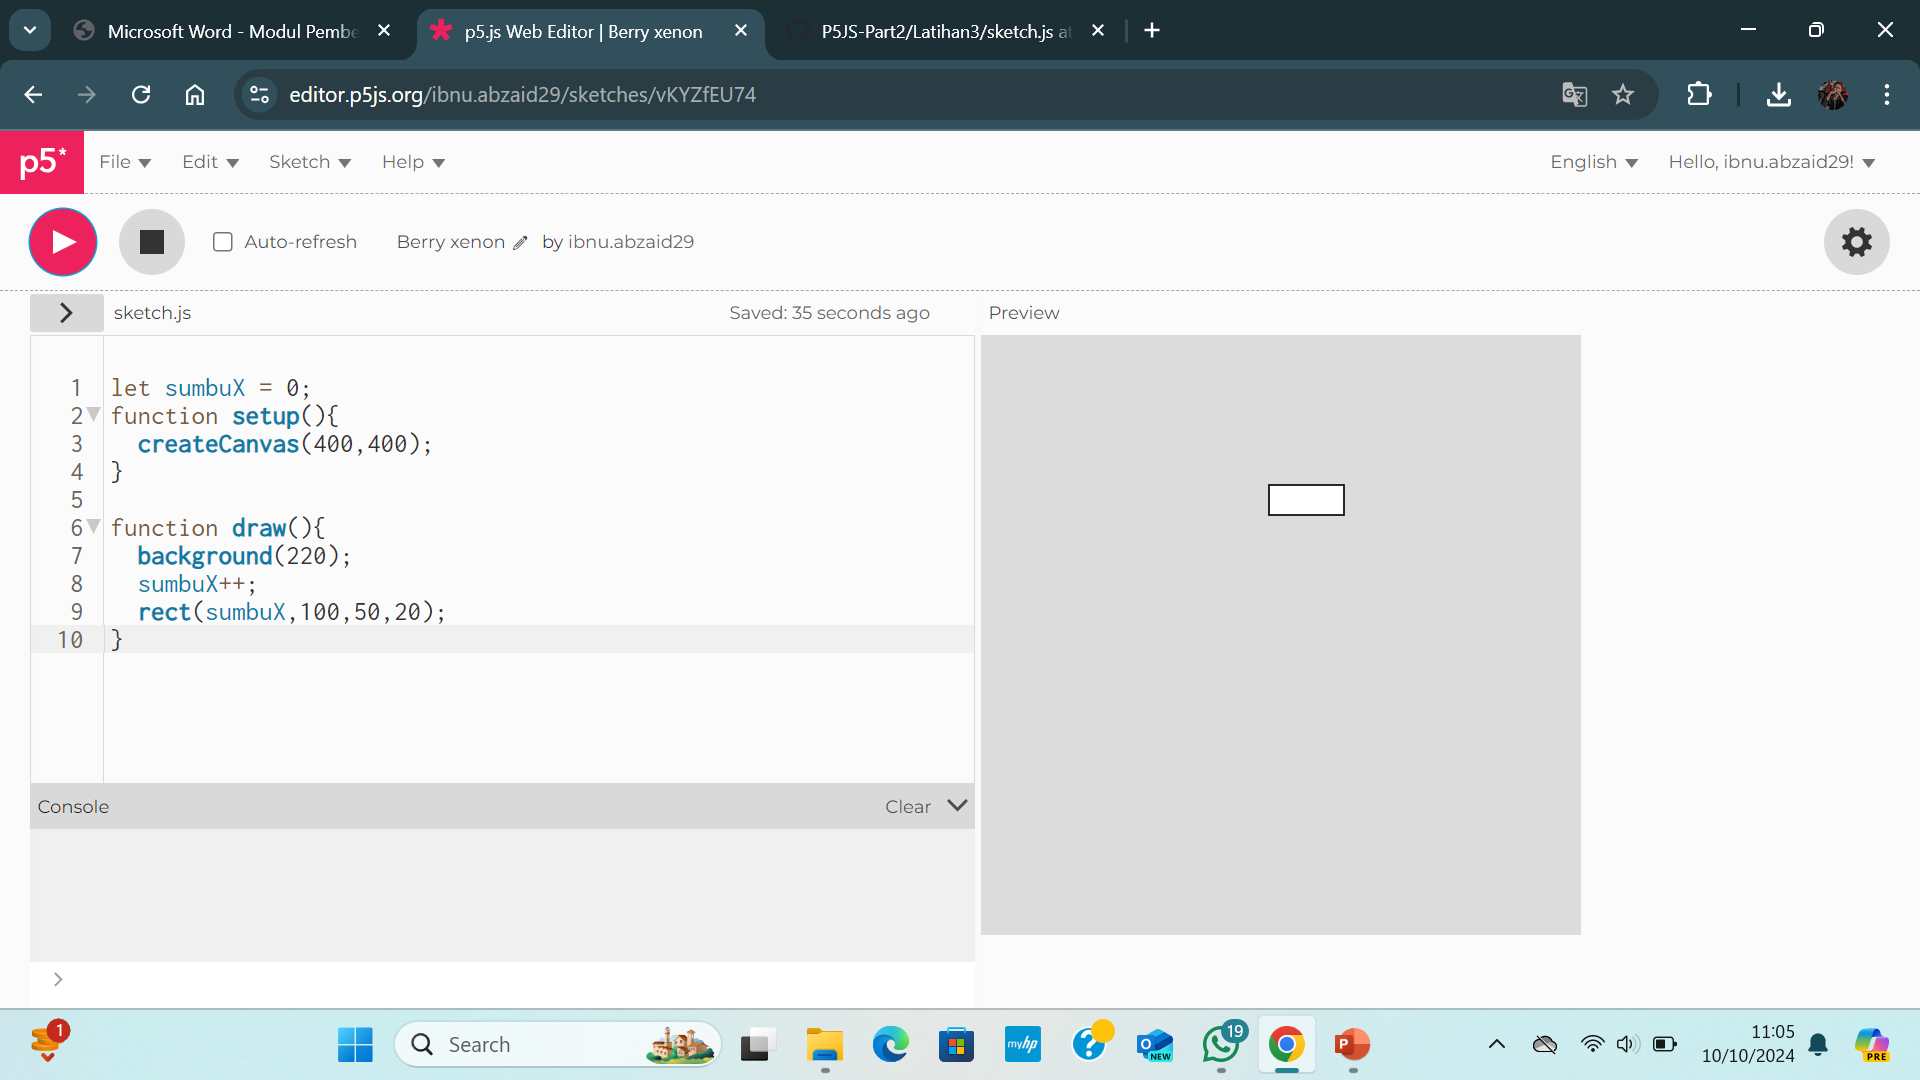 Microsoft Word - Modul Pembe
p5.js Web Editor | Berry xenon
P5JS-Part2/Latihan3/sketch.js at
editor.p5js.org/ibnu.abzaid29/sketches/vKYZfEU74
p5*
File
Edit
Sketch
Help
English
Hello, ibnu.abzaid29!
Auto-refresh
Berry xenon
by ibnu.abzaid29
sketch.js
Saved: 35 seconds ago
Preview
1 let sumbuX = 0;
2 function setup(){
3 createCanvas(400,400);
4 }
5
6 function draw(){
7 background(220);
8 sumbuX++;
9 rect(sumbuX,100,50,20);
10 }
Console
Clear
>
1
Search
myhp
NEW
19
P
11:05
10/10/2024
PRE